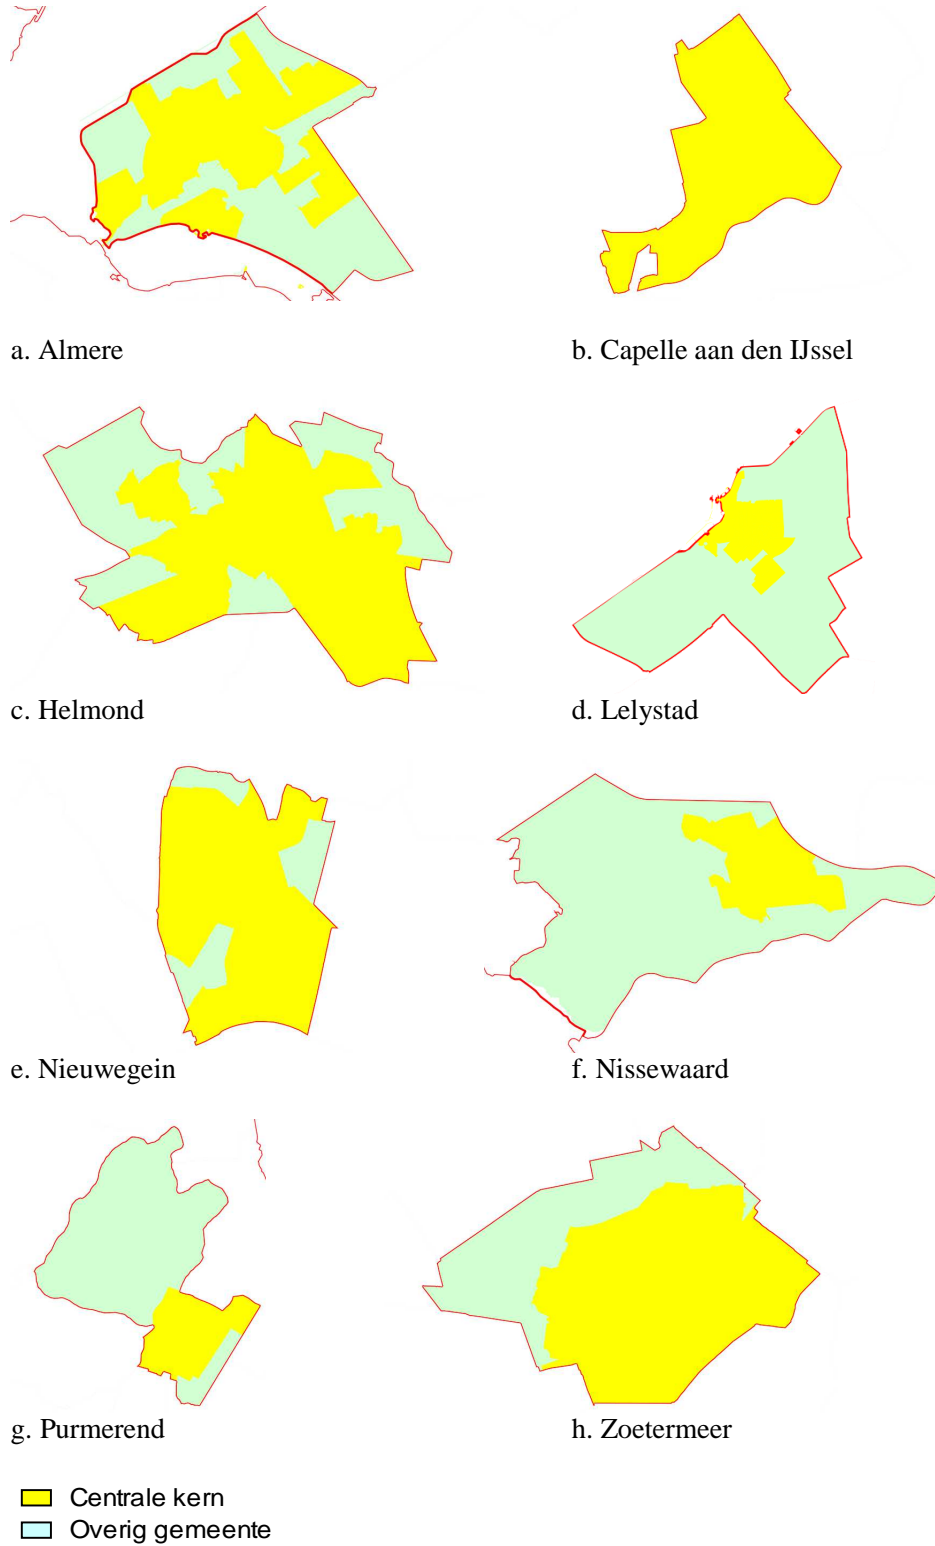 a. Almere
b. Capelle aan den IJssel
c. Helmond
d. Lelystad
e. Nieuwegein
f. Nissewaard
g. Purmerend
h. Zoetermeer
Centrale kern
Overig gemeente